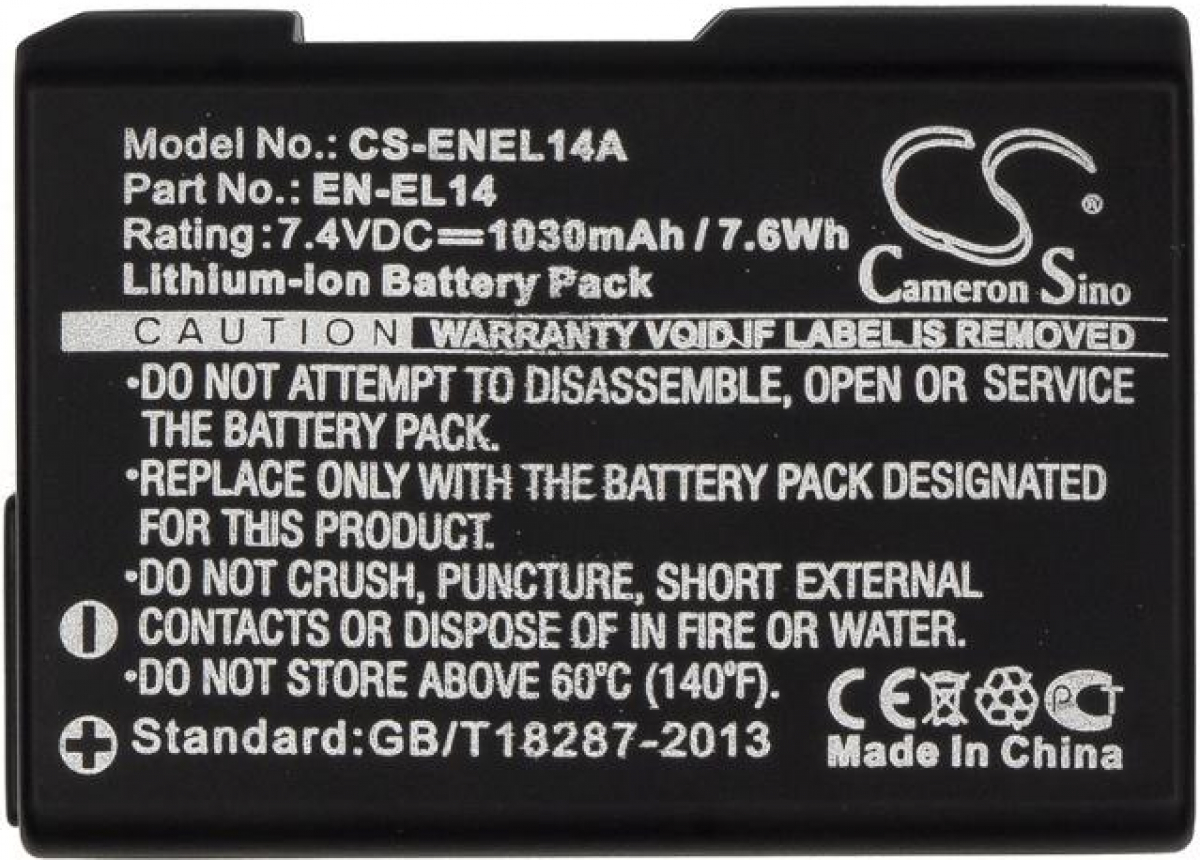 Model No.: CS-ENEL14A
Part No.: EN-EL14
Rating:7.4VDC⎓1030mAh / 7.6Wh
Lithium-ion Battery Pack
CS®
Cameron Sino
CAUTION WARRANTY VOID IF LABEL IS REMOVED
•DO NOT ATTEMPT TO DISASSEMBLE, OPEN OR SERVICE
THE BATTERY PACK.
•REPLACE ONLY WITH THE BATTERY PACK DESIGNATED
FOR THIS PRODUCT.
•DO NOT CRUSH, PUNCTURE, SHORT EXTERNAL
CONTACTS OR DISPOSE OF IN FIRE OR WATER.
•DO NOT STORE ABOVE 60°C (140°F).
Standard:GB/T18287-2013
CE PCT
Made In China